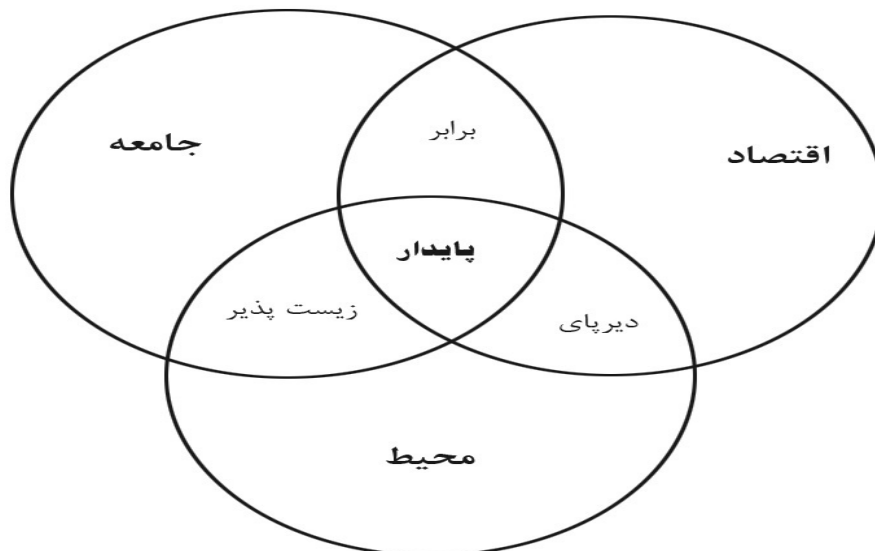 برابر
جامعه
اقتصاد
پایدار
زیست پذیر
دیرپای
محیط